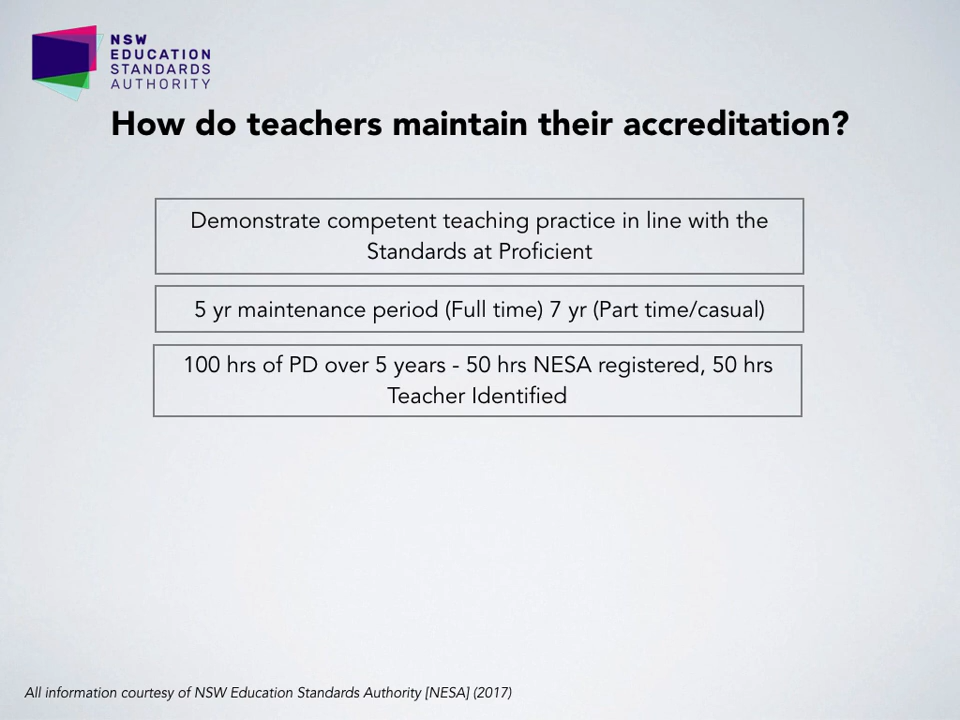 NSW
EDUCATION
STANDARDS
AUTHORITY
How do teachers maintain their accreditation?
Demonstrate competent teaching practice in line with the
Standards at Proficient
5 yr maintenance period (Full time) 7 yr (Part time/casual)
100 hrs of PD over 5 years - 50 hrs NESA registered, 50 hrs
Teacher Identified
All information courtesy of NSW Education Standards Authority [NESA] (2017)